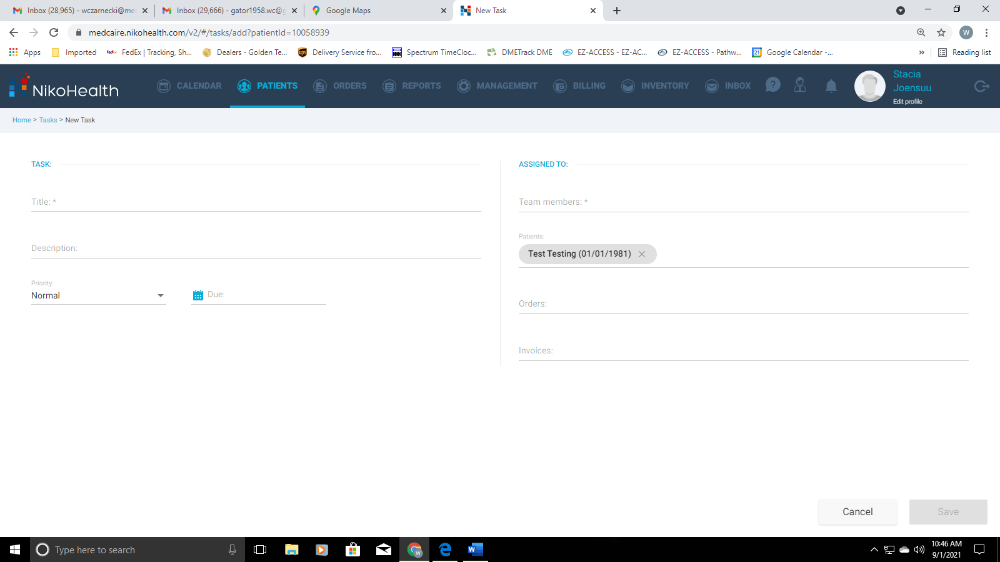 Inbox (28,965) - wczarnecki@me
Inbox (29,666) - gator1958.wc@g
Google Maps
New Task
medcaire.nikohealth.com/v2/#/tasks/add?patientId=10058939
W
Apps
Imported
FedEx | Tracking, Sh...
Dealers - Golden Te...
Delivery Service fro...
Spectrum TimeCloc...
DMETrack DME
EZ-ACCESS - EZ-AC...
EZ-ACCESS - Pathw...
Google Calendar -...
»
Reading list
NikoHealth
CALENDAR
PATIENTS
ORDERS
REPORTS
MANAGEMENT
BILLING
INVENTORY
INBOX
Stacia
Joensuu
Edit profile
Home > Tasks > New Task
TASK:
Title: *
Description:
Priority:
Normal
Due:
ASSIGNED TO:
Team members: *
Patients:
Test Testing (01/01/1981)
Orders:
Invoices:
Cancel
Save
Type here to search
10:46 AM
9/1/2021